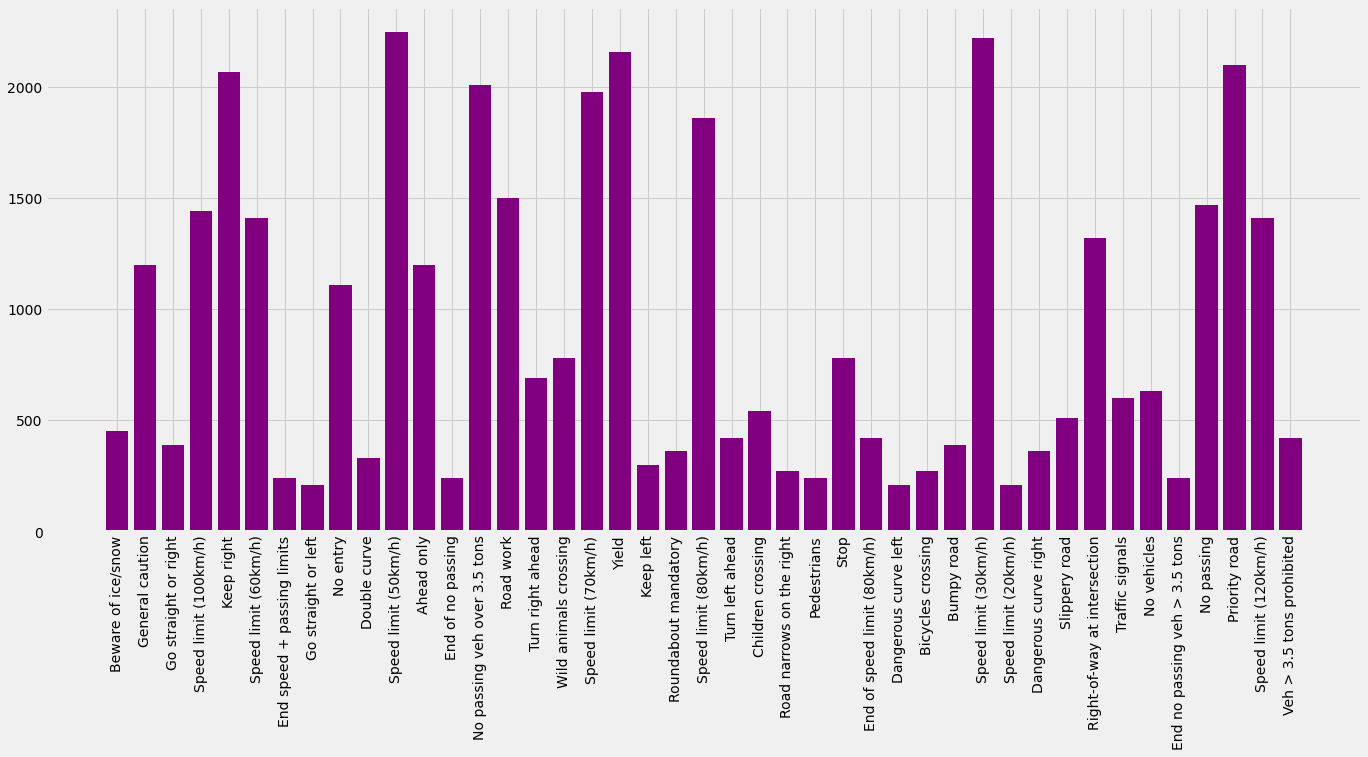 2000
1500
1000
500
0
Beware of ice/snow
General caution
Go straight or right
Speed limit (100km/h)
Keep right
Speed limit (60km/h)
End speed + passing limits
Go straight or left
No entry
Double curve
Speed limit (50km/h)
Ahead only
End of no passing
No passing veh over 3.5 tons
Road work
Turn right ahead
Wild animals crossing
Speed limit (70km/h)
Yield
Keep left
Roundabout mandatory
Speed limit (80km/h)
Turn left ahead
Children crossing
Road narrows on the right
Pedestrians
Stop
End of speed limit (80km/h)
Dangerous curve left
Bicycles crossing
Bumpy road
Speed limit (30km/h)
Speed limit (20km/h)
Dangerous curve right
Slippery road
Right-of-way at intersection
Traffic signals
No vehicles
End no passing veh > 3.5 tons
No passing
Priority road
Speed limit (120km/h)
Veh > 3.5 tons prohibited